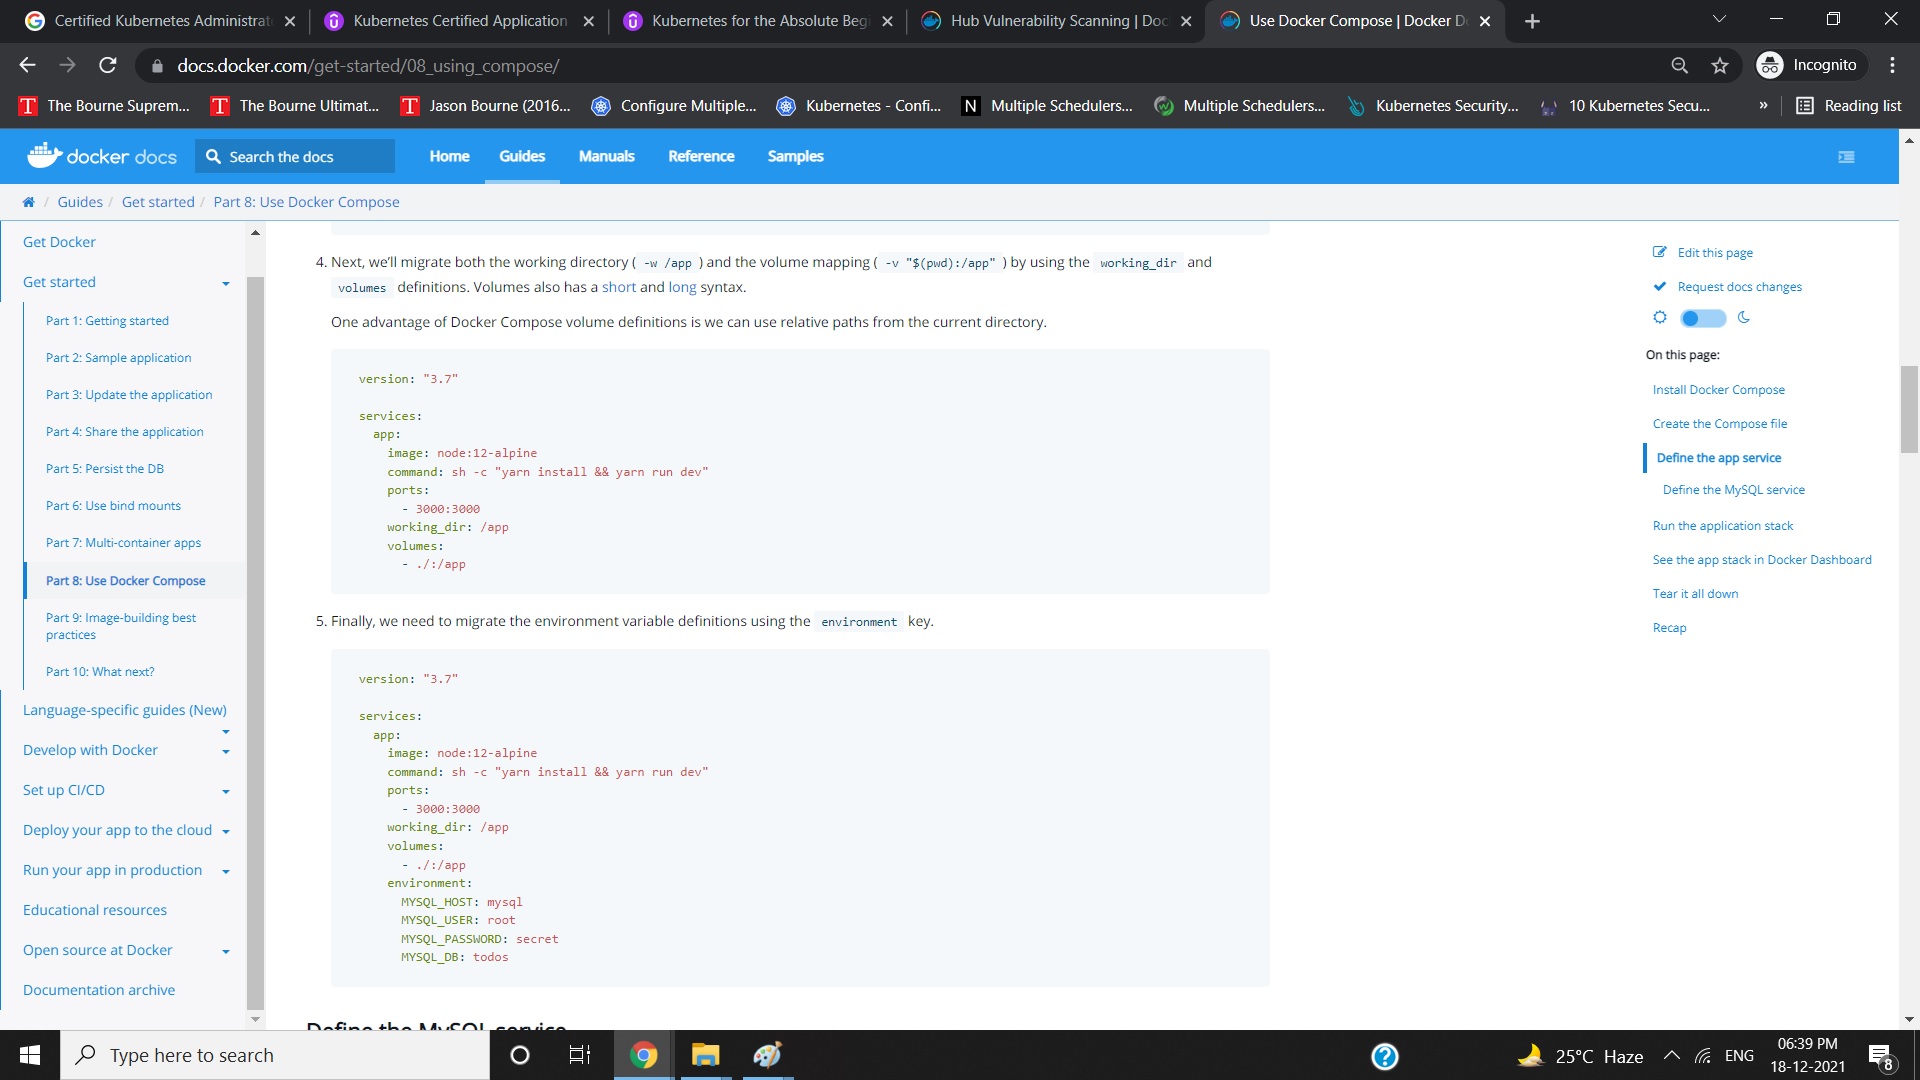 Certified Kubernetes Administrat
Kubernetes Certified Application
Kubernetes for the Absolute Begi
Hub Vulnerability Scanning | Doc
Use Docker Compose | Docker Do
docs.docker.com/get-started/08_using_compose/
Incognito
The Bourne Suprem...
The Bourne Ultimat...
Jason Bourne (2016...
Configure Multiple...
Kubernetes - Confi...
Multiple Schedulers...
Multiple Schedulers...
Kubernetes Security...
10 Kubernetes Secu...
»
Reading list
docker docs
Search the docs
Home
Guides
Manuals
Reference
Samples
/ Guides / Get started / Part 8: Use Docker Compose
Get Docker
Get started
Part 1: Getting started
Part 2: Sample application
Part 3: Update the application
Part 4: Share the application
Part 5: Persist the DB
Part 6: Use bind mounts
Part 7: Multi-container apps
Part 8: Use Docker Compose
Part 9: Image-building best
practices
Part 10: What next?
Language-specific guides (New)
Develop with Docker
Set up CI/CD
Deploy your app to the cloud
Run your app in production
Educational resources
Open source at Docker
Documentation archive
4. Next, we’ll migrate both the working directory ( -w /app ) and the volume mapping ( -v "$(pwd):/app" ) by using the working_dir and
volumes definitions. Volumes also has a short and long syntax.
One advantage of Docker Compose volume definitions is we can use relative paths from the current directory.
version: "3.7"
services:
app:
image: node:12-alpine
command: sh -c "yarn install && yarn run dev"
ports:
- 3000:3000
working_dir: /app
volumes:
- ./:/app
5. Finally, we need to migrate the environment variable definitions using the environment key.
version: "3.7"
services:
app:
image: node:12-alpine
command: sh -c "yarn install && yarn run dev"
ports:
- 3000:3000
working_dir: /app
volumes:
- ./:/app
environment:
MYSQL_HOST: mysql
MYSQL_USER: root
MYSQL_PASSWORD: secret
MYSQL_DB: todos
Define the MySQL service
Edit this page
Request docs changes
On this page:
Install Docker Compose
Create the Compose file
Define the app service
Define the MySQL service
Run the application stack
See the app stack in Docker Dashboard
Tear it all down
Recap
Type here to search
25°C Haze
ENG
06:39 PM
18-12-2021
8